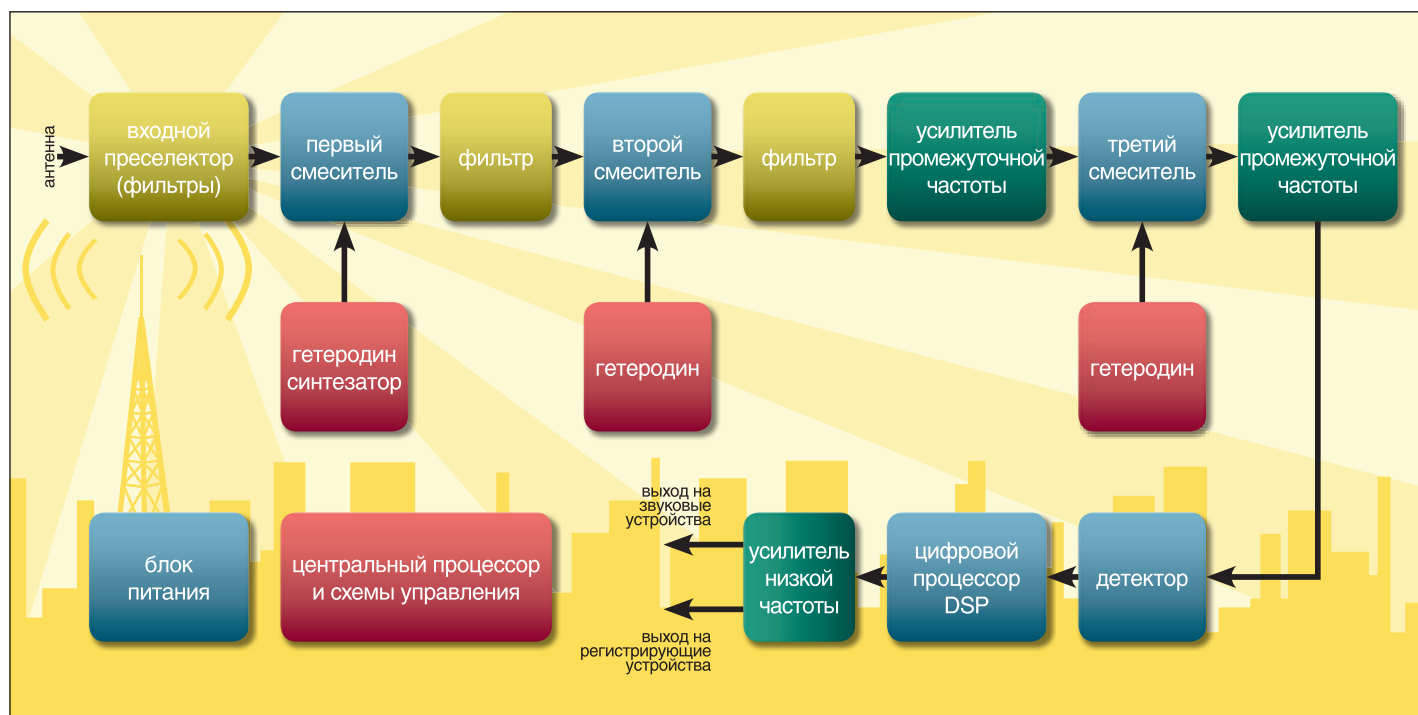 антенна
входной
преселектор
(фильтры)
первый
смеситель
фильтр
второй
смеситель
фильтр
усилитель
промежуточной
частоты
третий
смеситель
усилитель
промежуточной
частоты
гетеродин
синтезатор
гетеродин
гетеродин
блок
питания
центральный процессор
и схемы управления
выход на
звуковые
устройства
выход на
регистрирующие
устройства
усилитель
низкой
частоты
цифровой
процессор
DSP
детектор